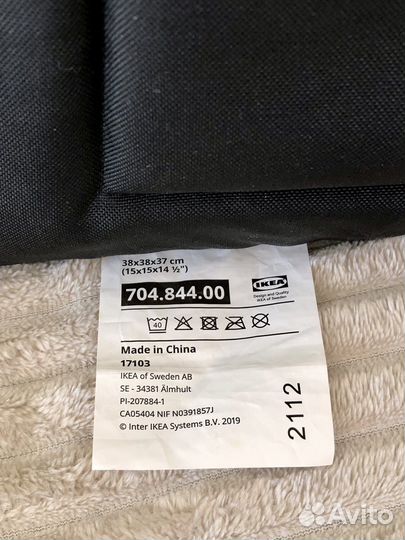 38x38x37 cm
(15x15x14 ½")
704.844.00
IKEA
Design and Quality
IKEA of Sweden
40
Made in China
17103
IKEA of Sweden AB
SE - 34381 Älmhult
PI-207884-1
CA05404 NIF N0391857J
© Inter IKEA Systems B.V. 2019
2112
Avito